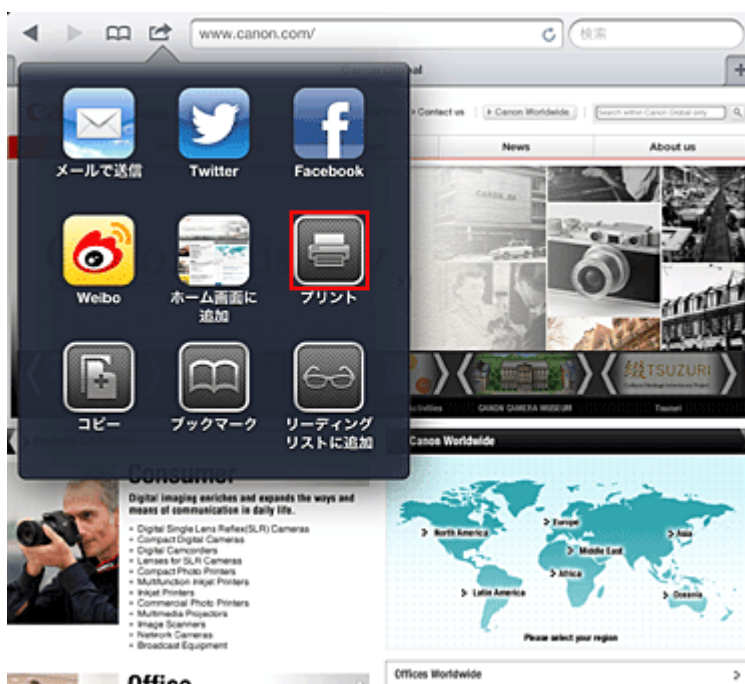 www.canon.com/
検索
メールで送信
Twitter
Facebook
Weibo
ホーム画面に
追加
プリント
コピー
ブックマーク
リーディング
リストに追加
Contact us
Canon Worldwide
Search within Canon Global only
News
About us
CANON CAMERA MUSEUM
TSUZURI
Tsuzuri
Canon Worldwide
Consumer
Digital imaging enriches and expands the ways and
means of communication in daily life.
Digital Single Lens Reflex(SLR) Cameras
Compact Digital Cameras
Digital Camcorders
Lenses for SLR Cameras
Compact Photo Printers
Multifunction Inkjet Printers
Inkjet Printers
Commercial Photo Printers
Multimedia Projectors
Image Scanners
Network Cameras
Broadcast Equipment
North America
Europe
Asia
Middle East
Africa
Latin America
Oceania
Please select your region
Office
Offices Worldwide